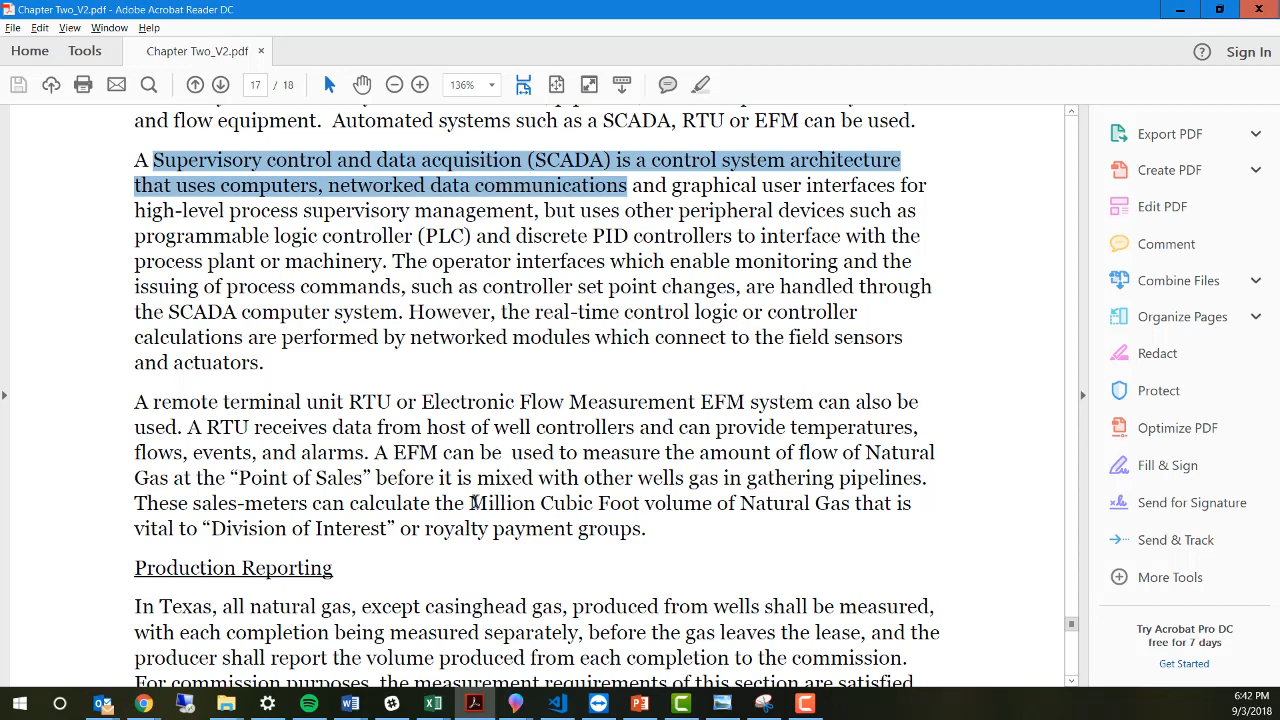 Chapter Two_V2.pdf - Adobe Acrobat Reader DC
File Edit View Window Help
Home Tools Chapter Two_V2.pdf × Sign In
17 / 18 136%
and flow equipment. Automated systems such as a SCADA, RTU or EFM can be used.
A Supervisory control and data acquisition (SCADA) is a control system architecture
that uses computers, networked data communications and graphical user interfaces for
high-level process supervisory management, but uses other peripheral devices such as
programmable logic controller (PLC) and discrete PID controllers to interface with the
process plant or machinery. The operator interfaces which enable monitoring and the
issuing of process commands, such as controller set point changes, are handled through
the SCADA computer system. However, the real-time control logic or controller
calculations are performed by networked modules which connect to the field sensors
and actuators.
A remote terminal unit RTU or Electronic Flow Measurement EFM system can also be
used. A RTU receives data from host of well controllers and can provide temperatures,
flows, events, and alarms. A EFM can be used to measure the amount of flow of Natural
Gas at the “Point of Sales” before it is mixed with other wells gas in gathering pipelines.
These sales-meters can calculate the Million Cubic Foot volume of Natural Gas that is
vital to “Division of Interest” or royalty payment groups.
Production Reporting
In Texas, all natural gas, except casinghead gas, produced from wells shall be measured,
with each completion being measured separately, before the gas leaves the lease, and the
producer shall report the volume produced from each completion to the commission.
For commission purposes, the measurement requirements of this section are satisfied
Export PDF
Create PDF
Edit PDF
Comment
Combine Files
Organize Pages
Redact
Protect
Optimize PDF
Fill & Sign
Send for Signature
Send & Track
More Tools
Try Acrobat Pro DC
free for 7 days
Get Started
6:42 PM
9/3/2018